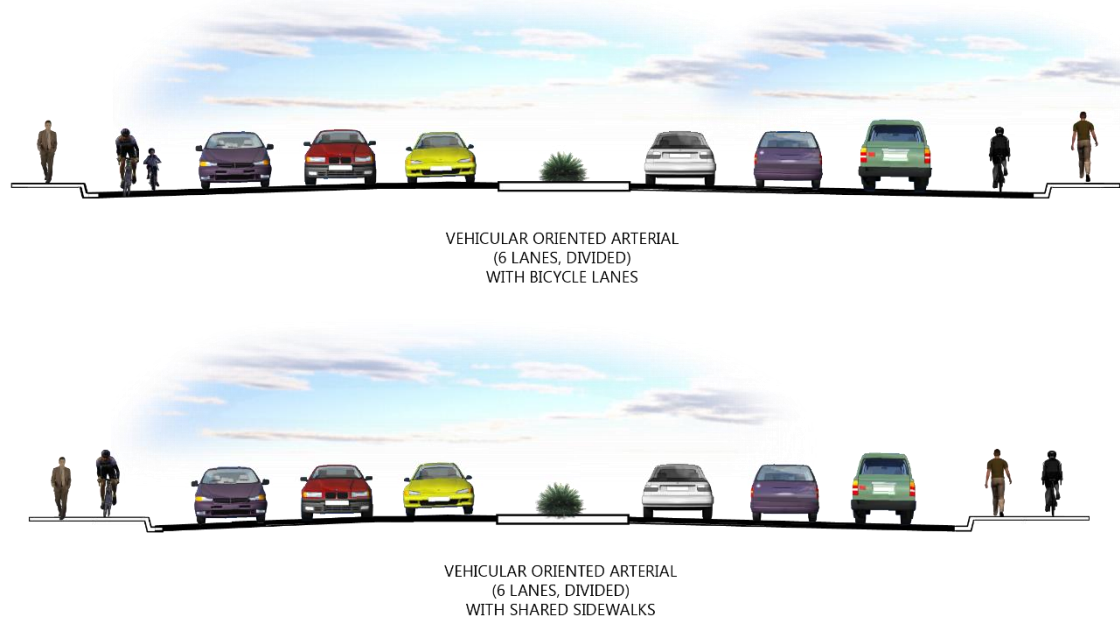 VEHICULAR ORIENTED ARTERIAL
(6 LANES, DIVIDED)
WITH BICYCLE LANES
VEHICULAR ORIENTED ARTERIAL
(6 LANES, DIVIDED)
WITH SHARED SIDEWALKS